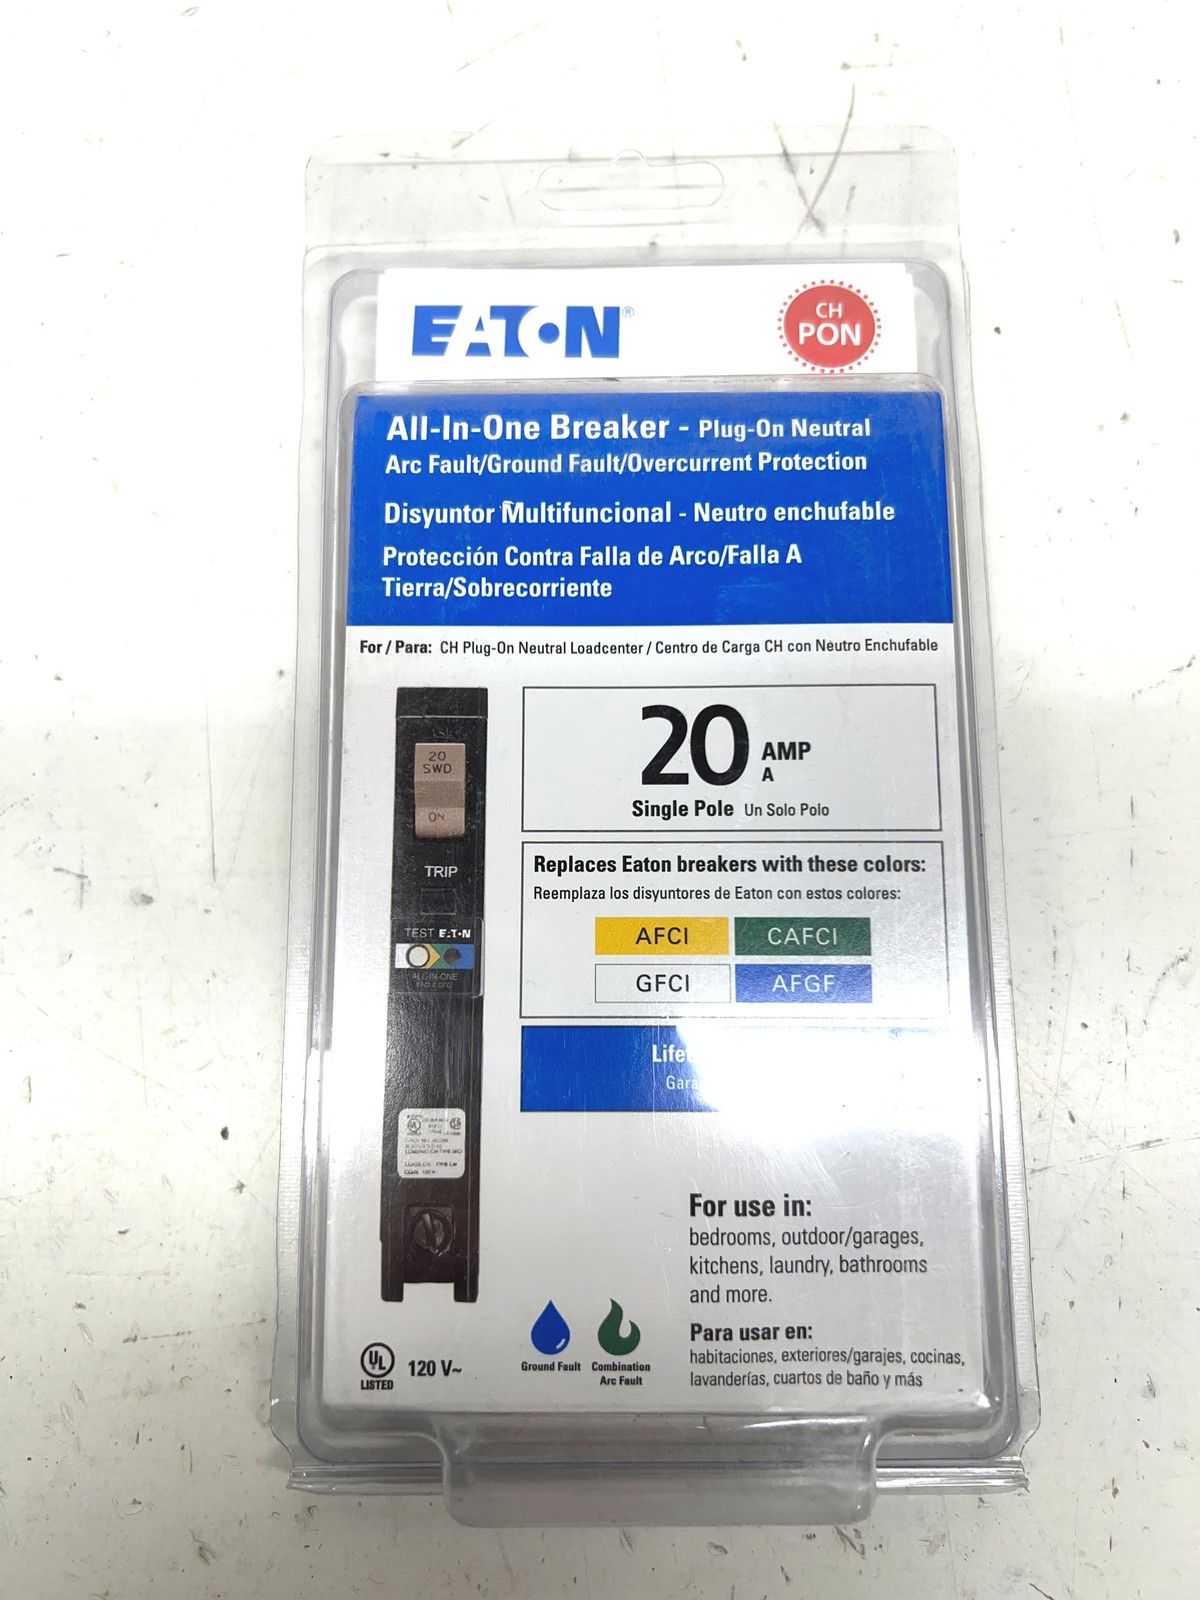 EATON®
CH
PON
All-In-One Breaker - Plug-On Neutral
Arc Fault/Ground Fault/Overcurrent Protection
Disyuntor Multifuncional - Neutro enchufable
Protección Contra Falla de Arco/Falla A
Tierra/Sobrecorriente
For / Para: CH Plug-On Neutral Loadcenter / Centro de Carga CH con Neutro Enchufable
20
SWD
ON
TRIP
TEST EATON
ALL-IN-ONE
20 AMP
A
Single Pole Un Solo Polo
Replaces Eaton breakers with these colors:
Reemplaza los disyuntores de Eaton con estos colores:
AFCI CAFCI
GFCI AFGF
For use in:
bedrooms, outdoor/garages,
kitchens, laundry, bathrooms
and more.
Para usar en:
habitaciones, exteriores/garajes, cocinas,
lavanderías, cuartos de baño y más
Ground Fault
Combination
Arc Fault
UL
LISTED
120 V~